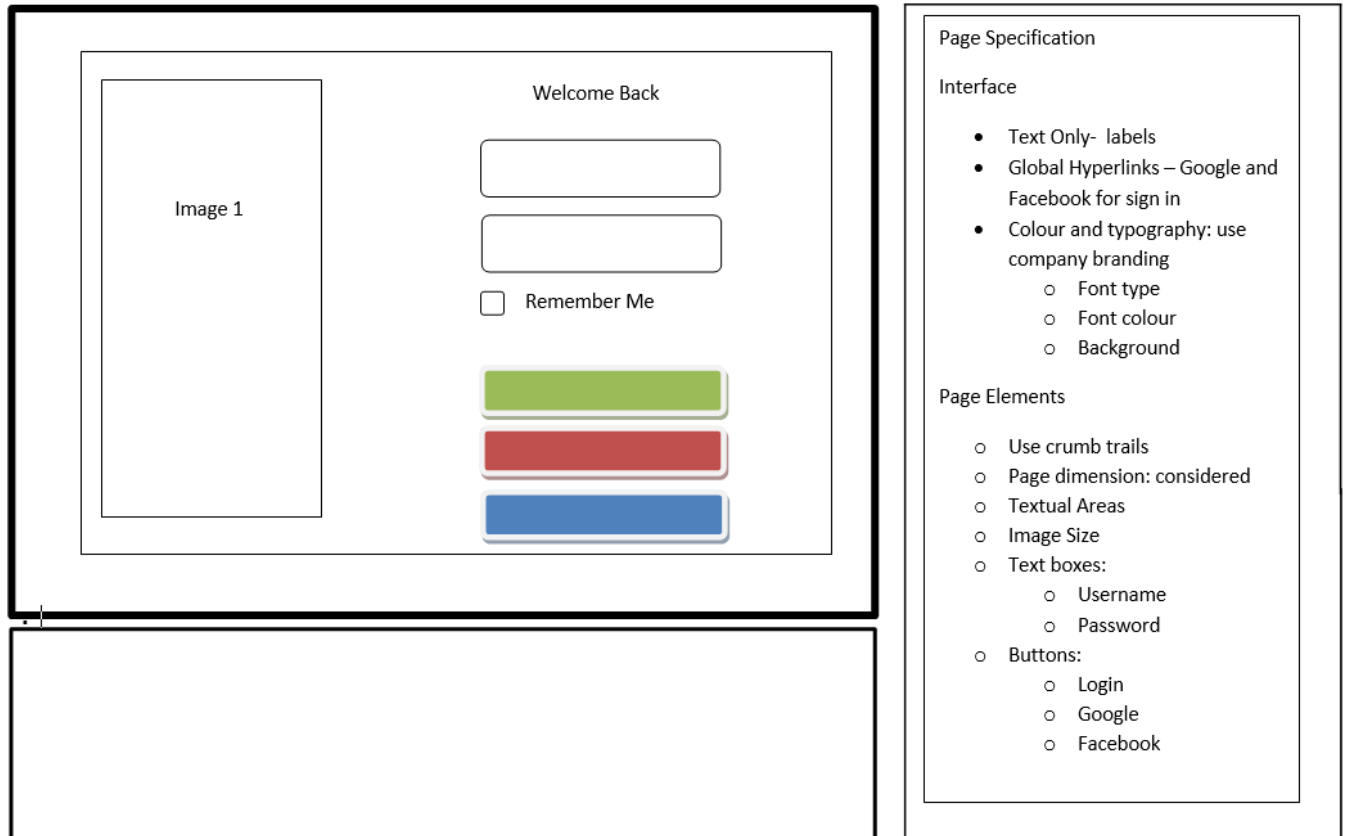 Welcome Back
Image 1
Remember Me
Page Specification
Interface
• Text Only- labels
• Global Hyperlinks – Google and
Facebook for sign in
• Colour and typography: use
company branding
o Font type
o Font colour
o Background
Page Elements
o Use crumb trails
o Page dimension: considered
o Textual Areas
o Image Size
o Text boxes:
o Username
o Password
o Buttons:
o Login
o Google
o Facebook